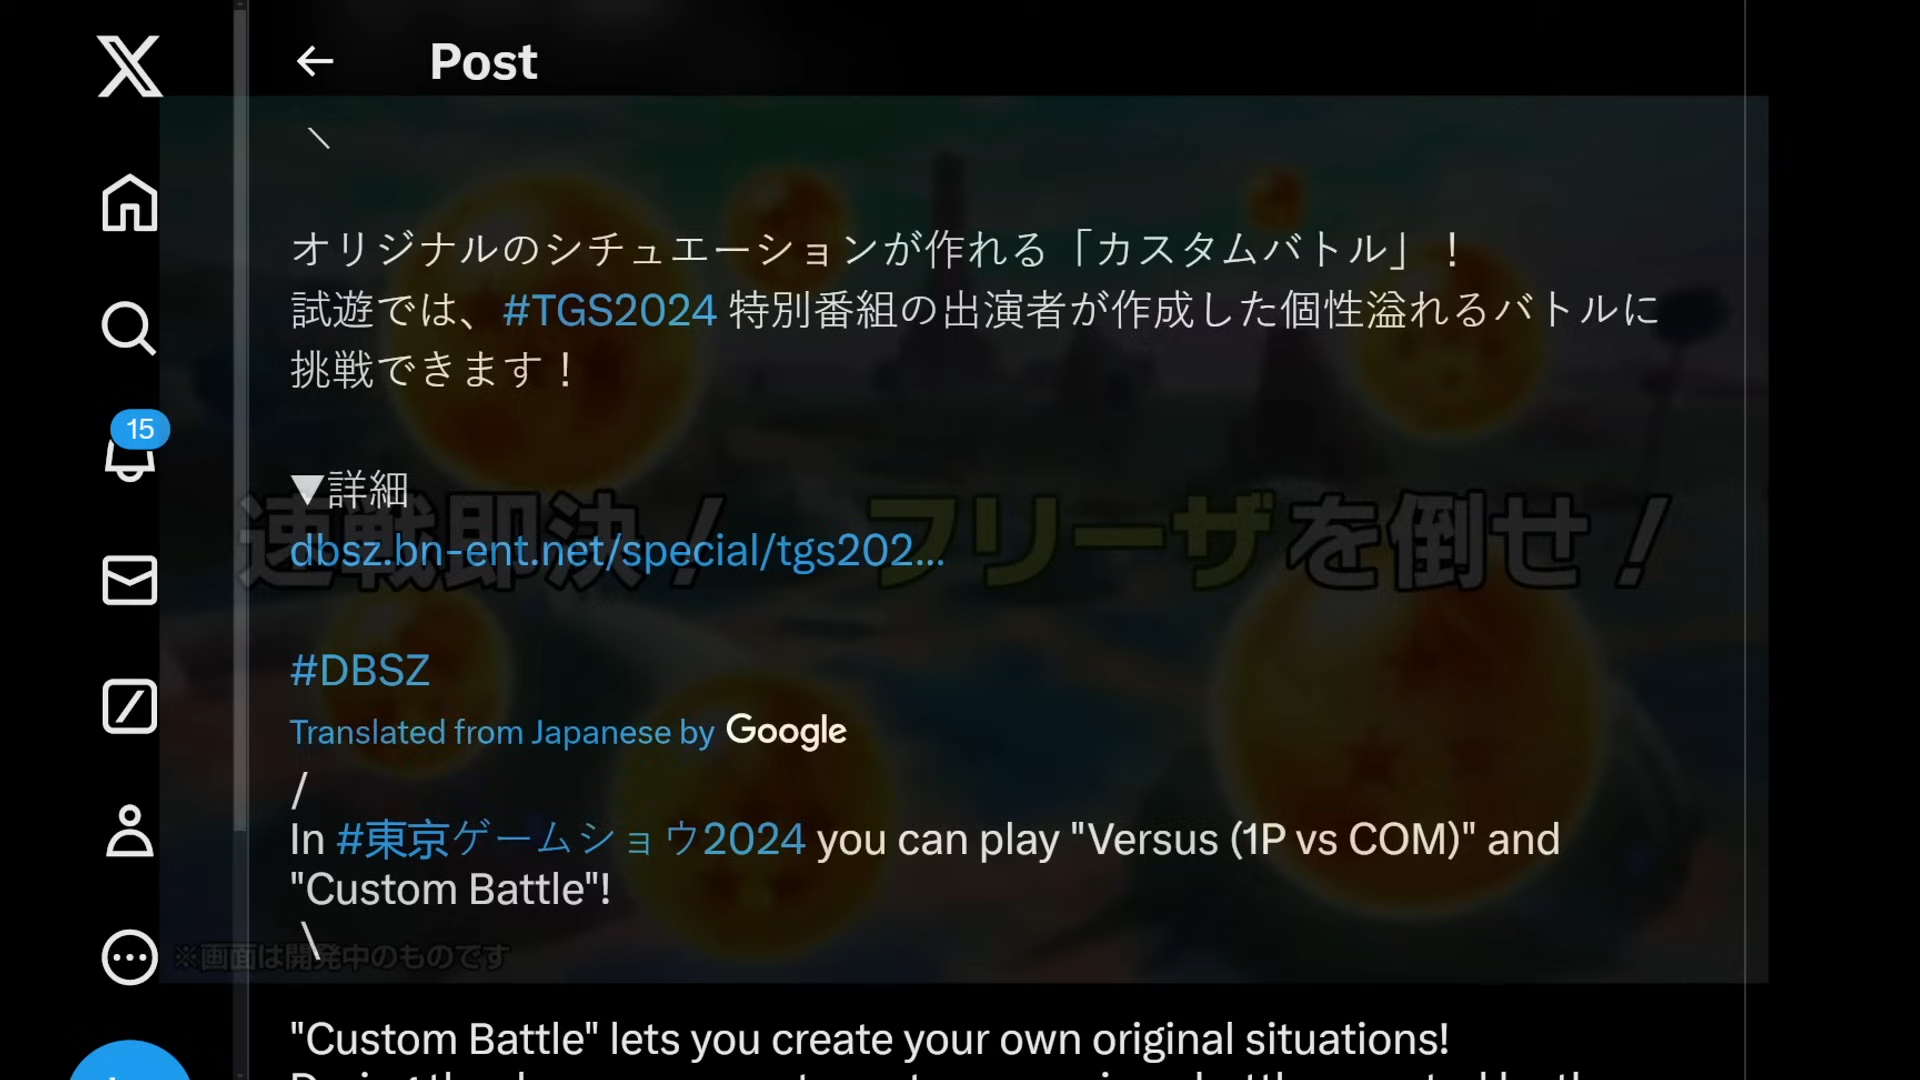 Post
\
オリジナルのシチュエーションが作れる「カスタムバトル」！
試遊では、#TGS2024 特別番組の出演者が作成した個性溢れるバトルに
挑戦できます！
▼詳細
速戦即決！ フリーザを倒せ！
dbsz.bn-ent.net/special/tgs202...
#DBSZ
Translated from Japanese by Google
/
In #東京ゲームショウ2024 you can play "Versus (1P vs COM)" and
"Custom Battle"!
\
※画面は開発中のものです
"Custom Battle" lets you create your own original situations!
15